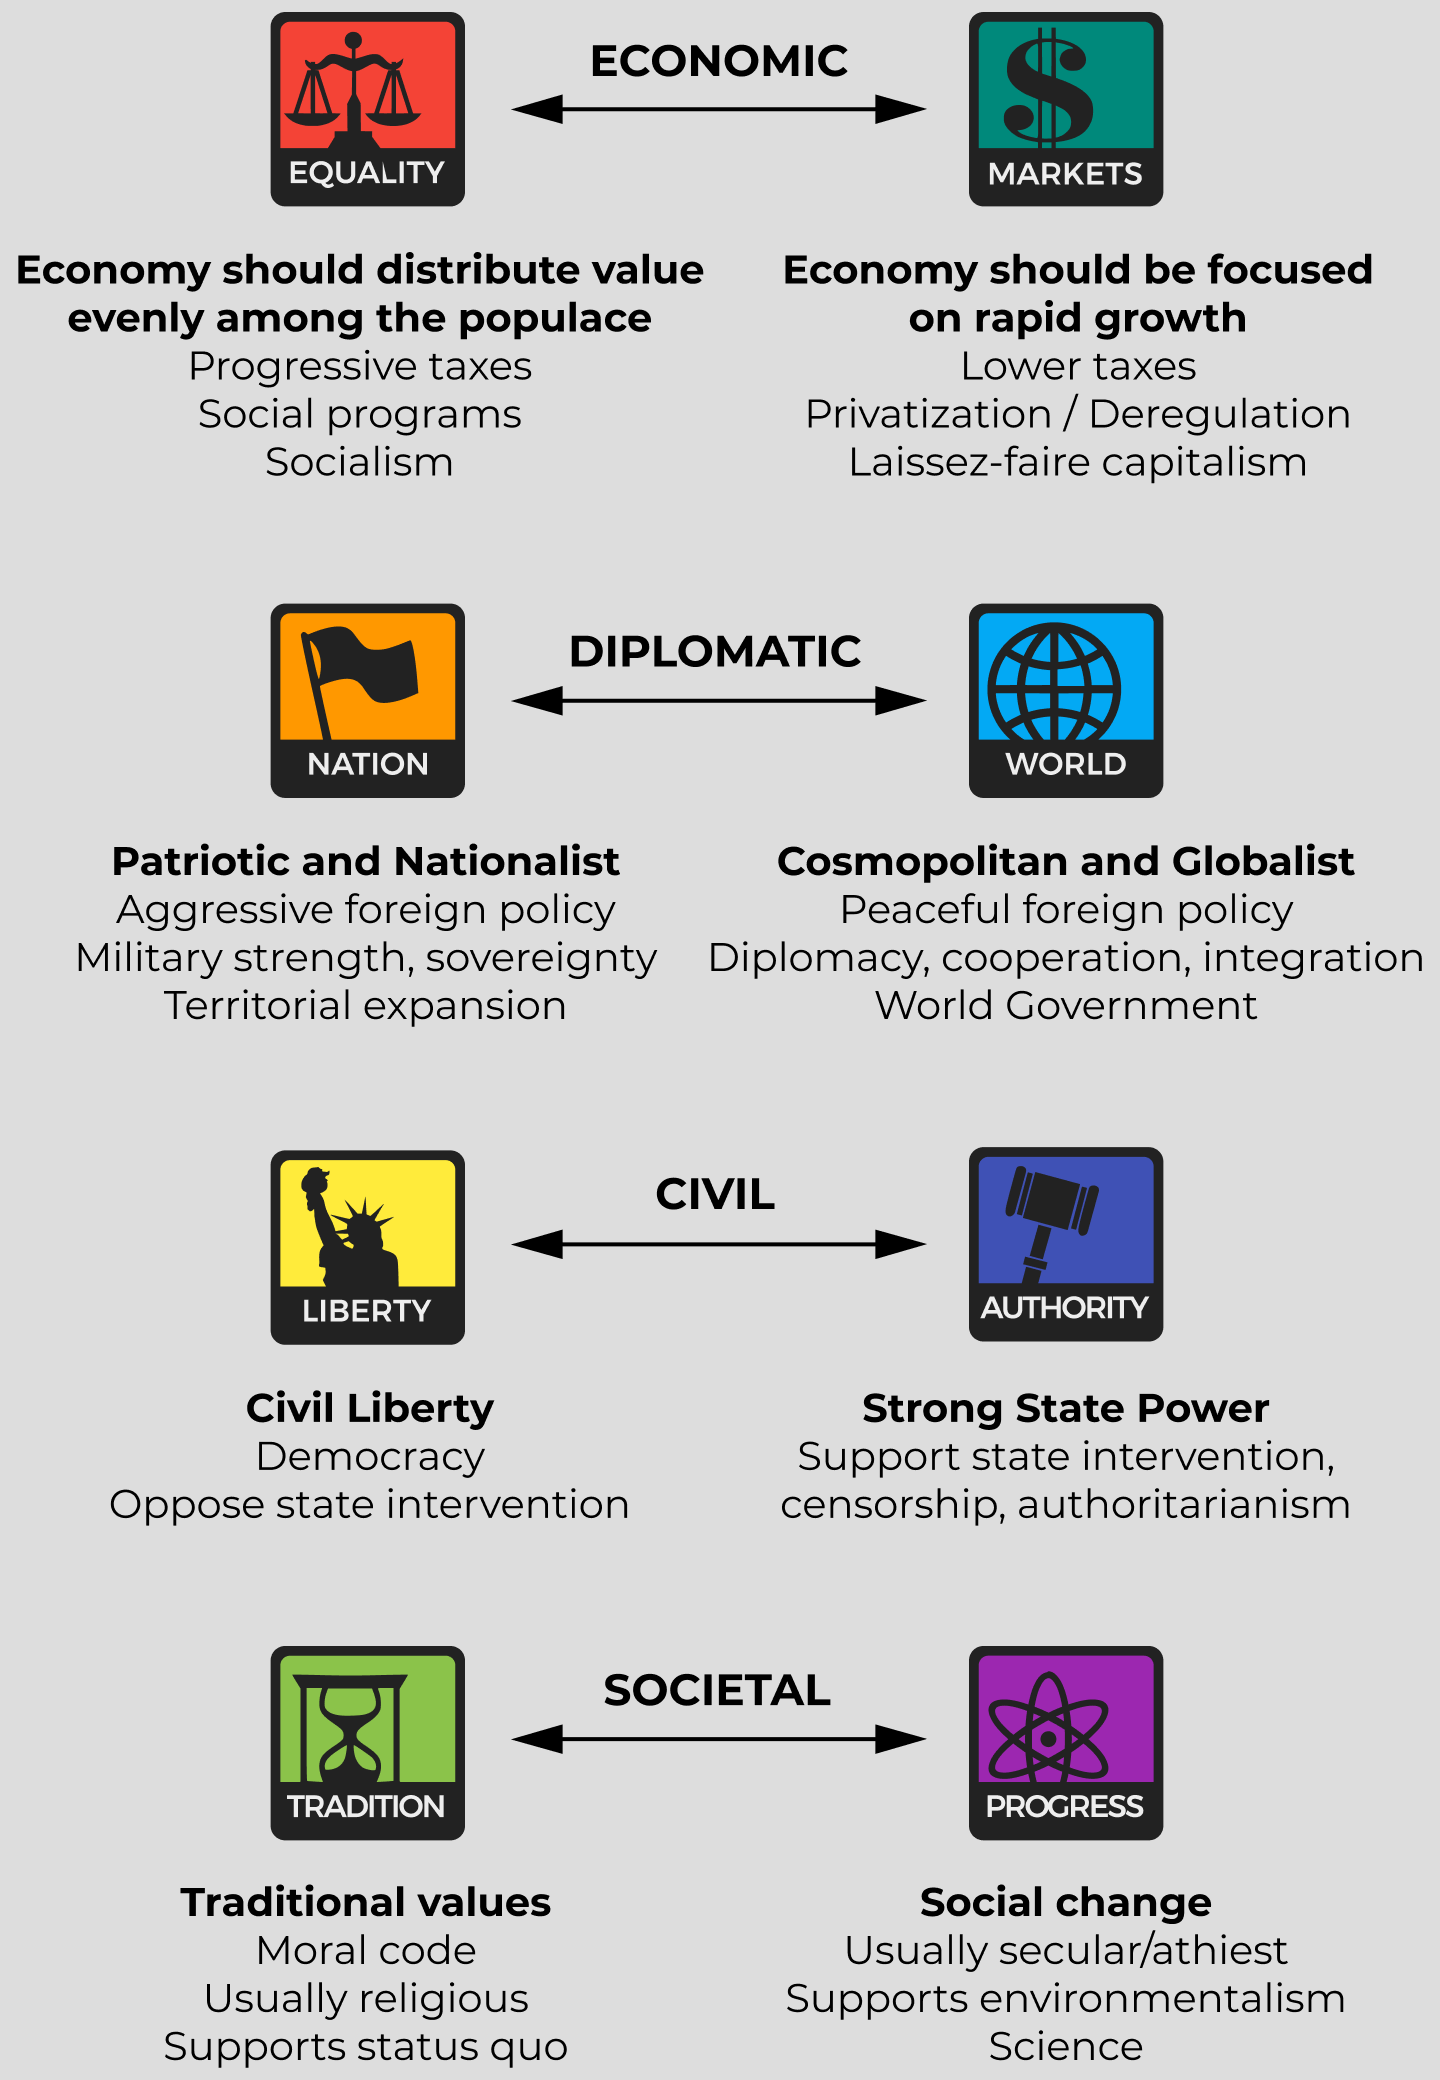 ECONOMIC
EQUALITY
MARKETS
Economy should distribute value
evenly among the populace
Progressive taxes
Social programs
Socialism
Economy should be focused
on rapid growth
Lower taxes
Privatization / Deregulation
Laissez-faire capitalism
DIPLOMATIC
NATION
WORLD
Patriotic and Nationalist
Aggressive foreign policy
Military strength, sovereignty
Territorial expansion
Cosmopolitan and Globalist
Peaceful foreign policy
Diplomacy, cooperation, integration
World Government
CIVIL
LIBERTY
AUTHORITY
Civil Liberty
Democracy
Oppose state intervention
Strong State Power
Support state intervention,
censorship, authoritarianism
SOCIETAL
TRADITION
PROGRESS
Traditional values
Moral code
Usually religious
Supports status quo
Social change
Usually secular/athiest
Supports environmentalism
Science